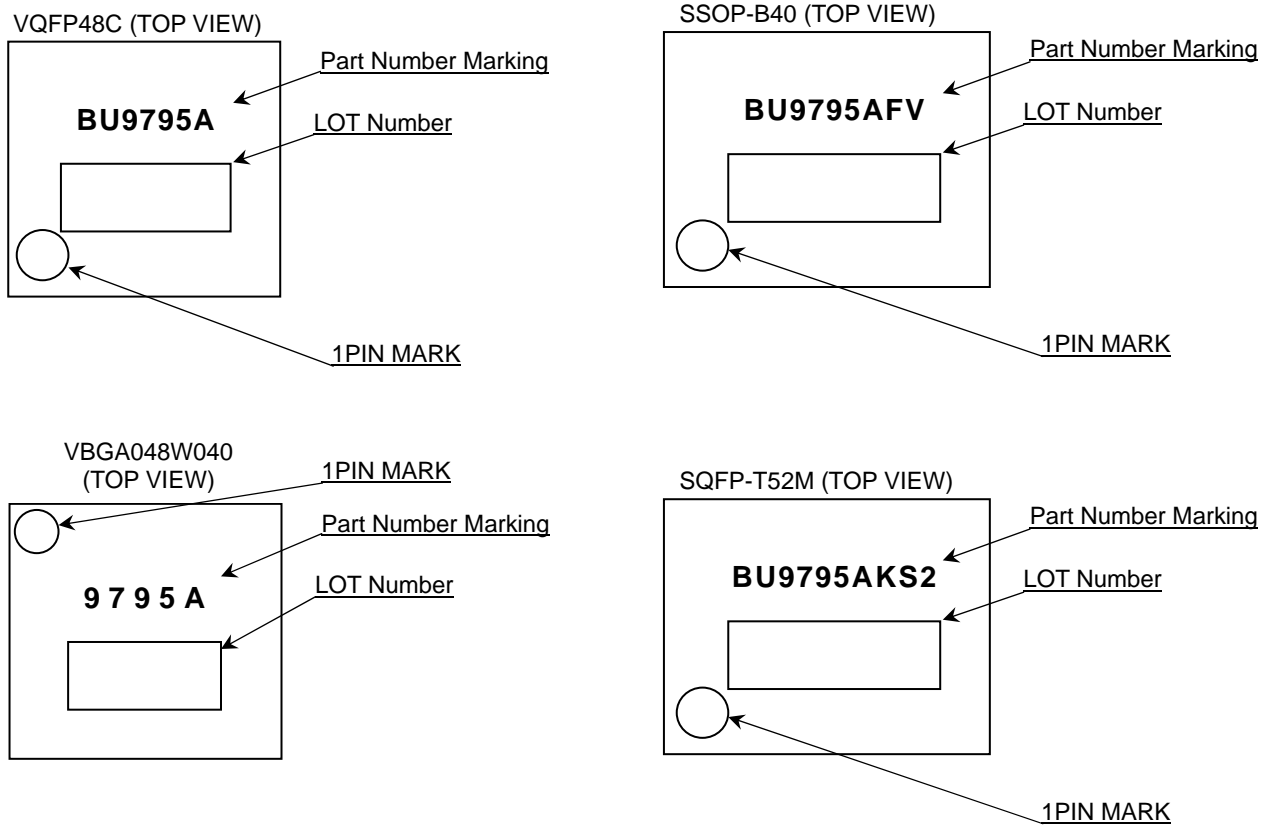 VQFP48C (TOP VIEW)
Part Number Marking
BU9795A
LOT Number
1PIN MARK
SSOP-B40 (TOP VIEW)
Part Number Marking
BU9795AFV
LOT Number
1PIN MARK
VBGA048W040
(TOP VIEW)
1PIN MARK
Part Number Marking
9795A
LOT Number
SQFP-T52M (TOP VIEW)
Part Number Marking
BU9795AKS2
LOT Number
1PIN MARK